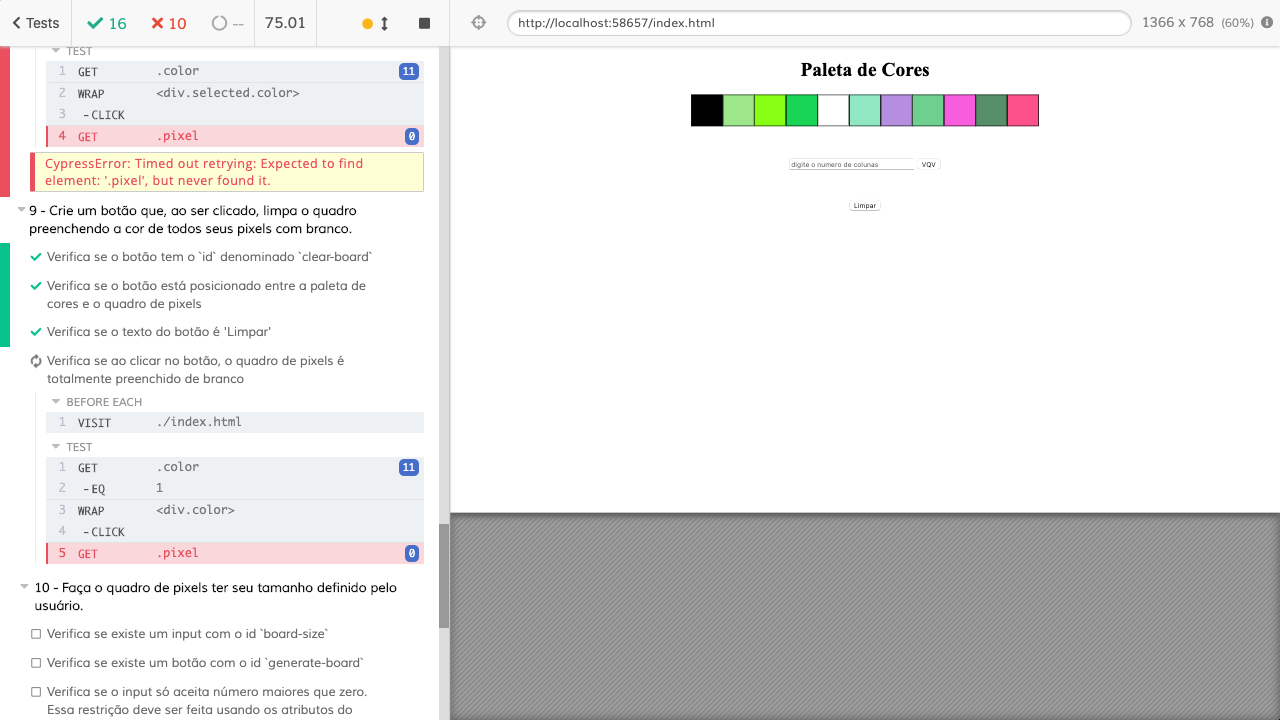 Tests
16
10
--
75.01
http://localhost:58657/index.html
1366 x 768 (60%)
TEST
1 GET .color 11
2 WRAP <div.selected.color>
- CLICK
4 GET .pixel 0
CypressError: Timed out retrying: Expected to find
element: '.pixel', but never found it.
9 - Crie um botão que, ao ser clicado, limpa o quadro
preenchendo a cor de todos seus pixels com branco.
Verifica se o botão tem o `id` denominado `clear-board`
Verifica se o botão está posicionado entre a paleta de
cores e o quadro de pixels
Verifica se o texto do botão é 'Limpar'
Verifica se ao clicar no botão, o quadro de pixels é
totalmente preenchido de branco
BEFORE EACH
1 VISIT ./index.html
TEST
1 GET .color 11
2 - EQ 1
3 WRAP <div.color>
4 - CLICK
5 GET .pixel 0
10 - Faça o quadro de pixels ter seu tamanho definido pelo
usuário.
Verifica se existe um input com o id `board-size`
Verifica se existe um botão com o id `generate-board`
Verifica se o input só aceita número maiores que zero.
Essa restrição deve ser feita usando os atributos do
Paleta de Cores
digite o numero de colunas
VQV
Limpar